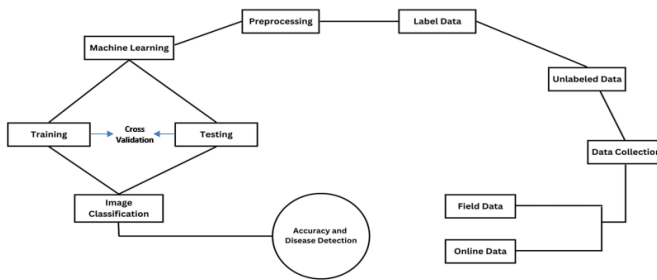 Preprocessing
Label Data
Machine Learning
Unlabeled Data
Training
Cross
Validation
Testing
Data Collection
Image
Classification
Field Data
Accuracy and
Disease Detection
Online Data